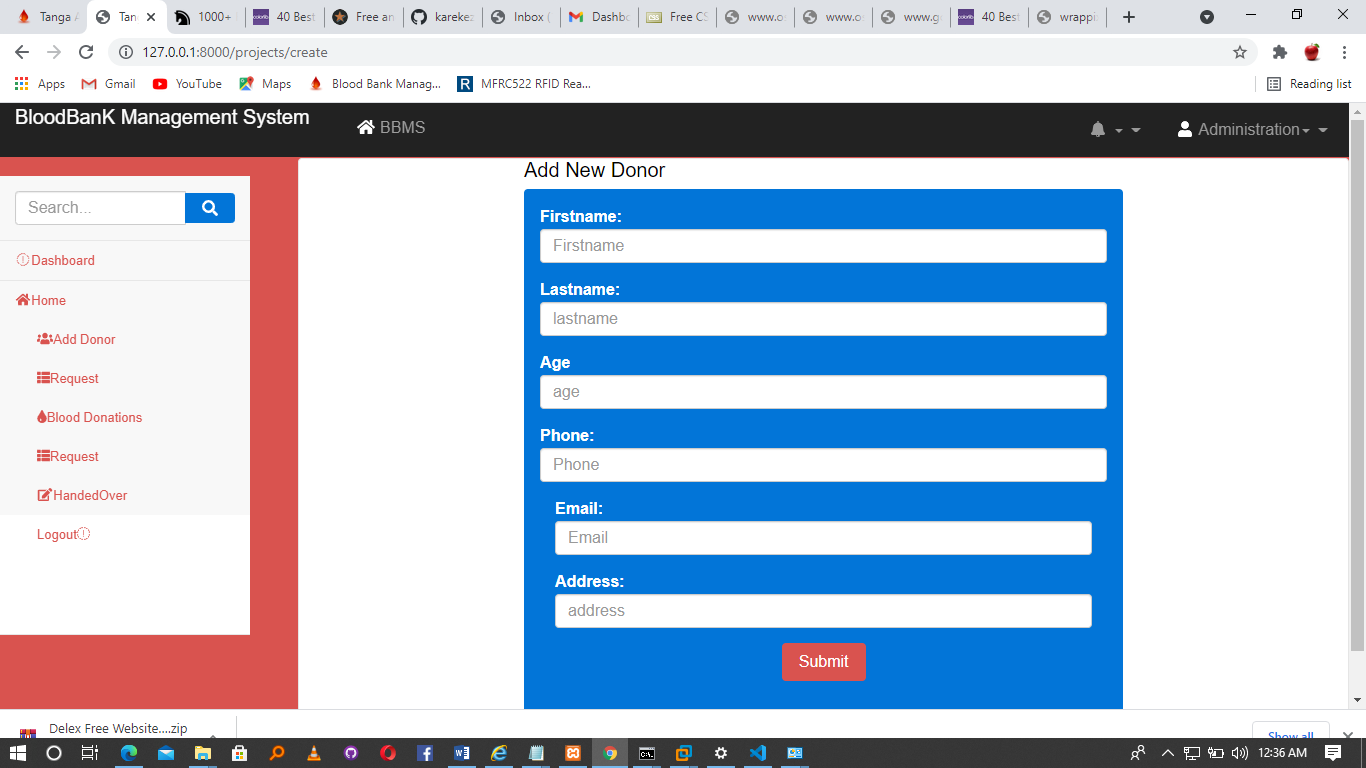 Tanga A
Tan
1000+
40 Best
Free an
karekez
Inbox (
Dashbo
Free CS
www.os
www.os
www.g
40 Best
wrappi
127.0.0.1:8000/projects/create
Apps
Gmail
YouTube
Maps
Blood Bank Manag...
MFRC522 RFID Rea...
Reading list
BloodBanK Management System
BBMS
Administration
Add New Donor
Search...
Dashboard
Home
Add Donor
Request
Blood Donations
Request
HandedOver
Logout
Firstname:
Firstname
Lastname:
lastname
Age
age
Phone:
Phone
Email:
Email
Address:
address
Submit
Delex Free Website....zip
Show all
12:36 AM